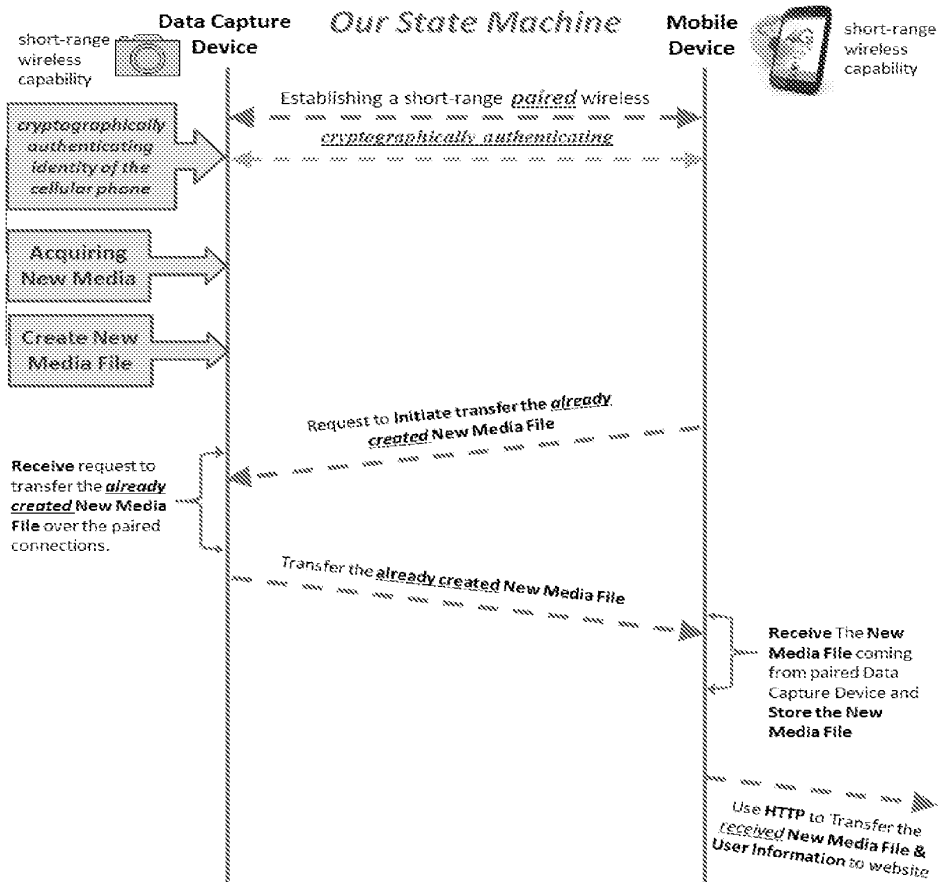 Our State Machine
Data Capture
Device
Mobile
Device
short-range
wireless
capability
short-range
wireless
capability
Establishing a short-range paired wireless
cryptographically authenticating
cryptographically
authenticating
identity of the
cellular phone
Acquiring
New Media
Create New
Media File
Request to Initiate transfer the already
created New Media File
Receive request to
transfer the already
created New Media
File over the paired
connections.
Transfer the already created New Media File
Receive The New
Media File coming
from paired Data
Capture Device and
Store the New
Media File
Use HTTP to Transfer the
received New Media File &
User Information to website